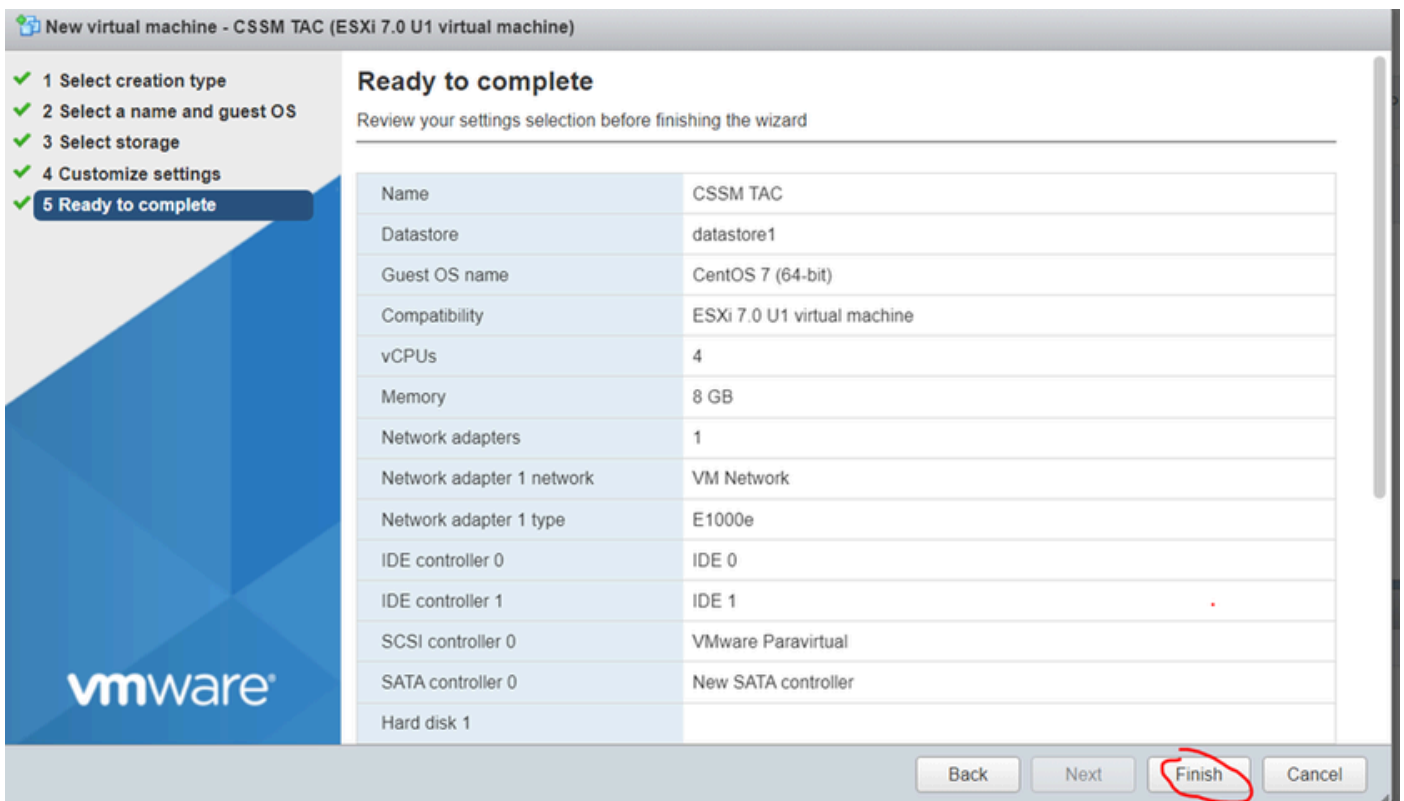 New virtual machine - CSSM TAC (ESXi 7.0 U1 virtual machine)
1 Select creation type
2 Select a name and guest OS
3 Select storage
4 Customize settings
5 Ready to complete
Ready to complete
Review your settings selection before finishing the wizard
Name CSSM TAC
Datastore datastore1
Guest OS name CentOS 7 (64-bit)
Compatibility ESXi 7.0 U1 virtual machine
vCPUs 4
Memory 8 GB
Network adapters 1
Network adapter 1 network VM Network
Network adapter 1 type E1000e
IDE controller 0 IDE 0
IDE controller 1 IDE 1
SCSI controller 0 VMware Paravirtual
SATA controller 0 New SATA controller
Hard disk 1
vmware®
Back Next Finish Cancel